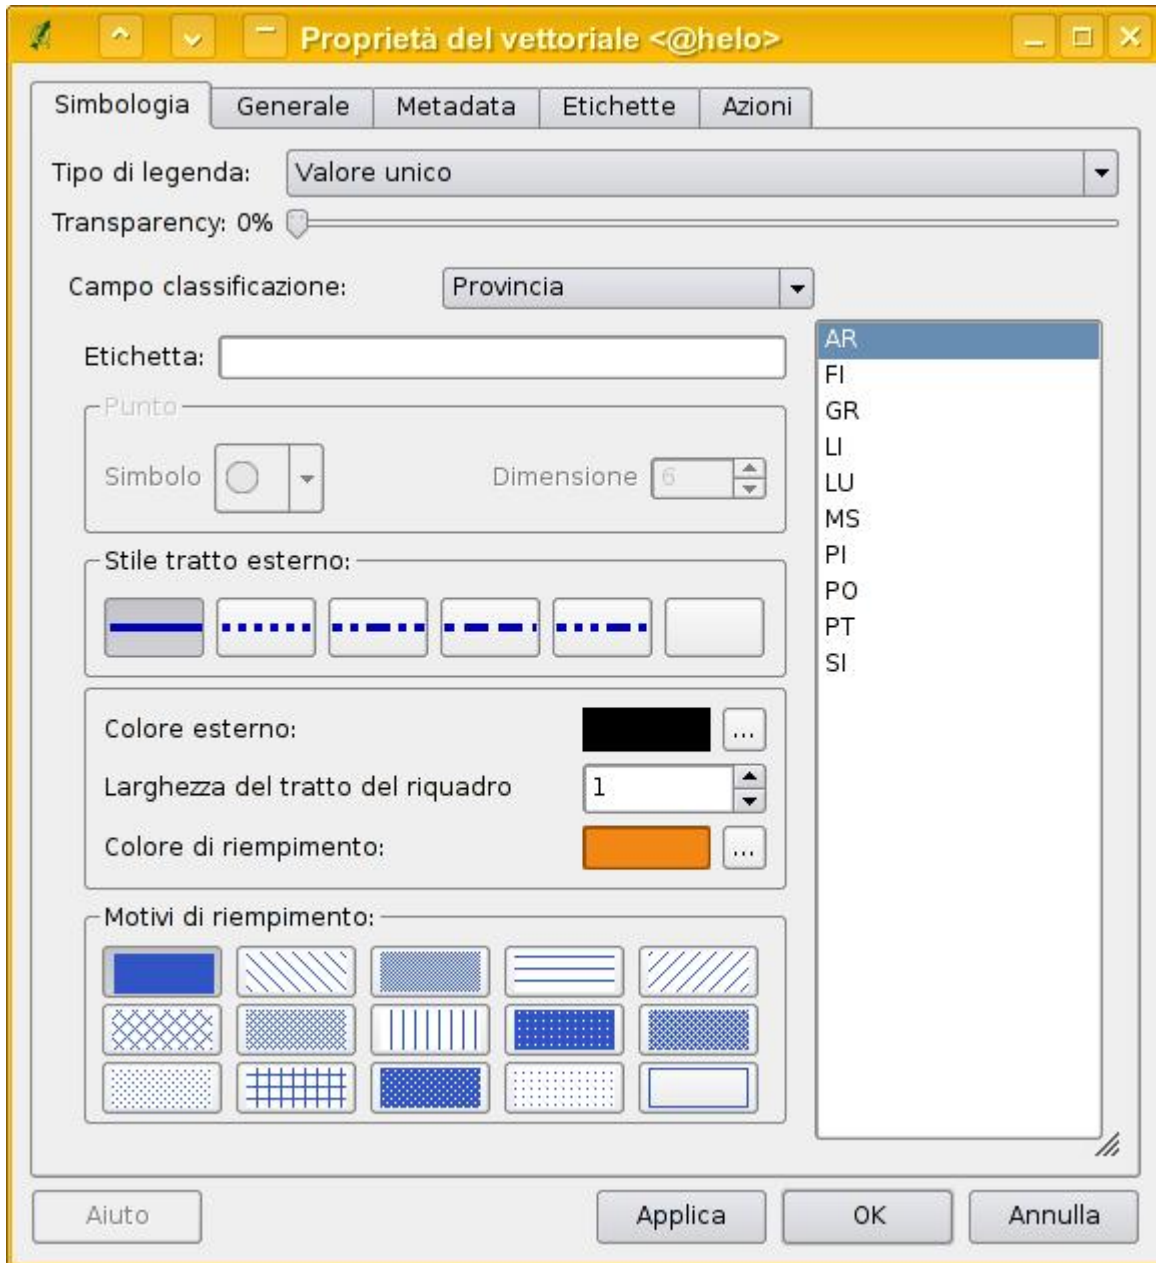 Proprietà del vettoriale <@helo>
Simbologia Generale Metadata Etichette Azioni
Tipo di legenda: Valore unico
Transparency: 0%
Campo classificazione: Provincia
Etichetta:
Punto
Simbolo Dimensione 6
Stile tratto esterno:
Colore esterno: ...
Larghezza del tratto del riquadro 1
Colore di riempimento: ...
Motivi di riempimento:
AR
FI
GR
LI
LU
MS
PI
PO
PT
SI
Aiuto Applica OK Annulla